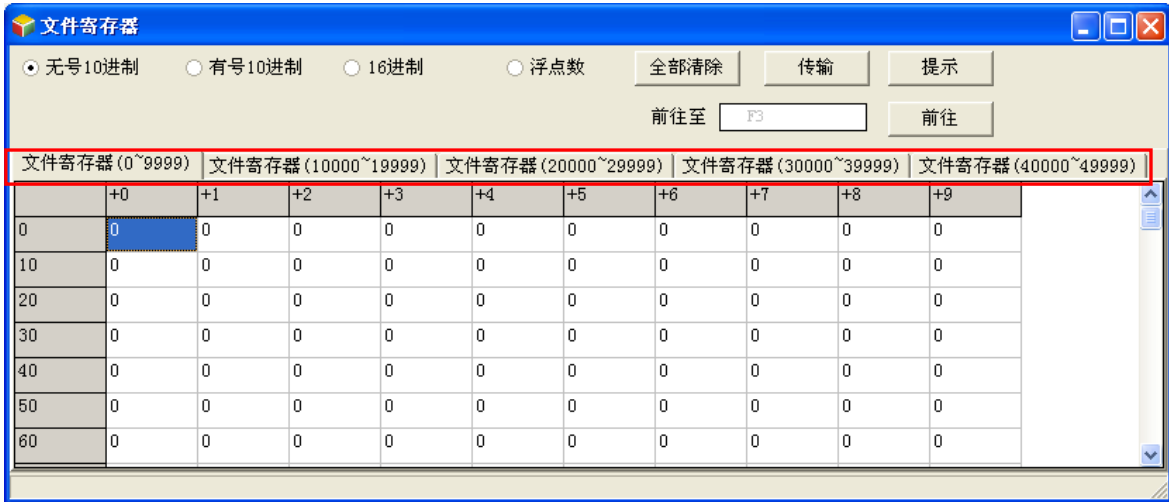 文件寄存器
无号10进制 有号10进制 16进制 浮点数 全部清除 传输 提示
前往至 F3 前往
文件寄存器(0~9999) 文件寄存器(10000~19999) 文件寄存器(20000~29999) 文件寄存器(30000~39999) 文件寄存器(40000~49999)
+0 +1 +2 +3 +4 +5 +6 +7 +8 +9
0 0 0 0 0 0 0 0 0 0 0
10 0 0 0 0 0 0 0 0 0 0
20 0 0 0 0 0 0 0 0 0 0
30 0 0 0 0 0 0 0 0 0 0
40 0 0 0 0 0 0 0 0 0 0
50 0 0 0 0 0 0 0 0 0 0
60 0 0 0 0 0 0 0 0 0 0